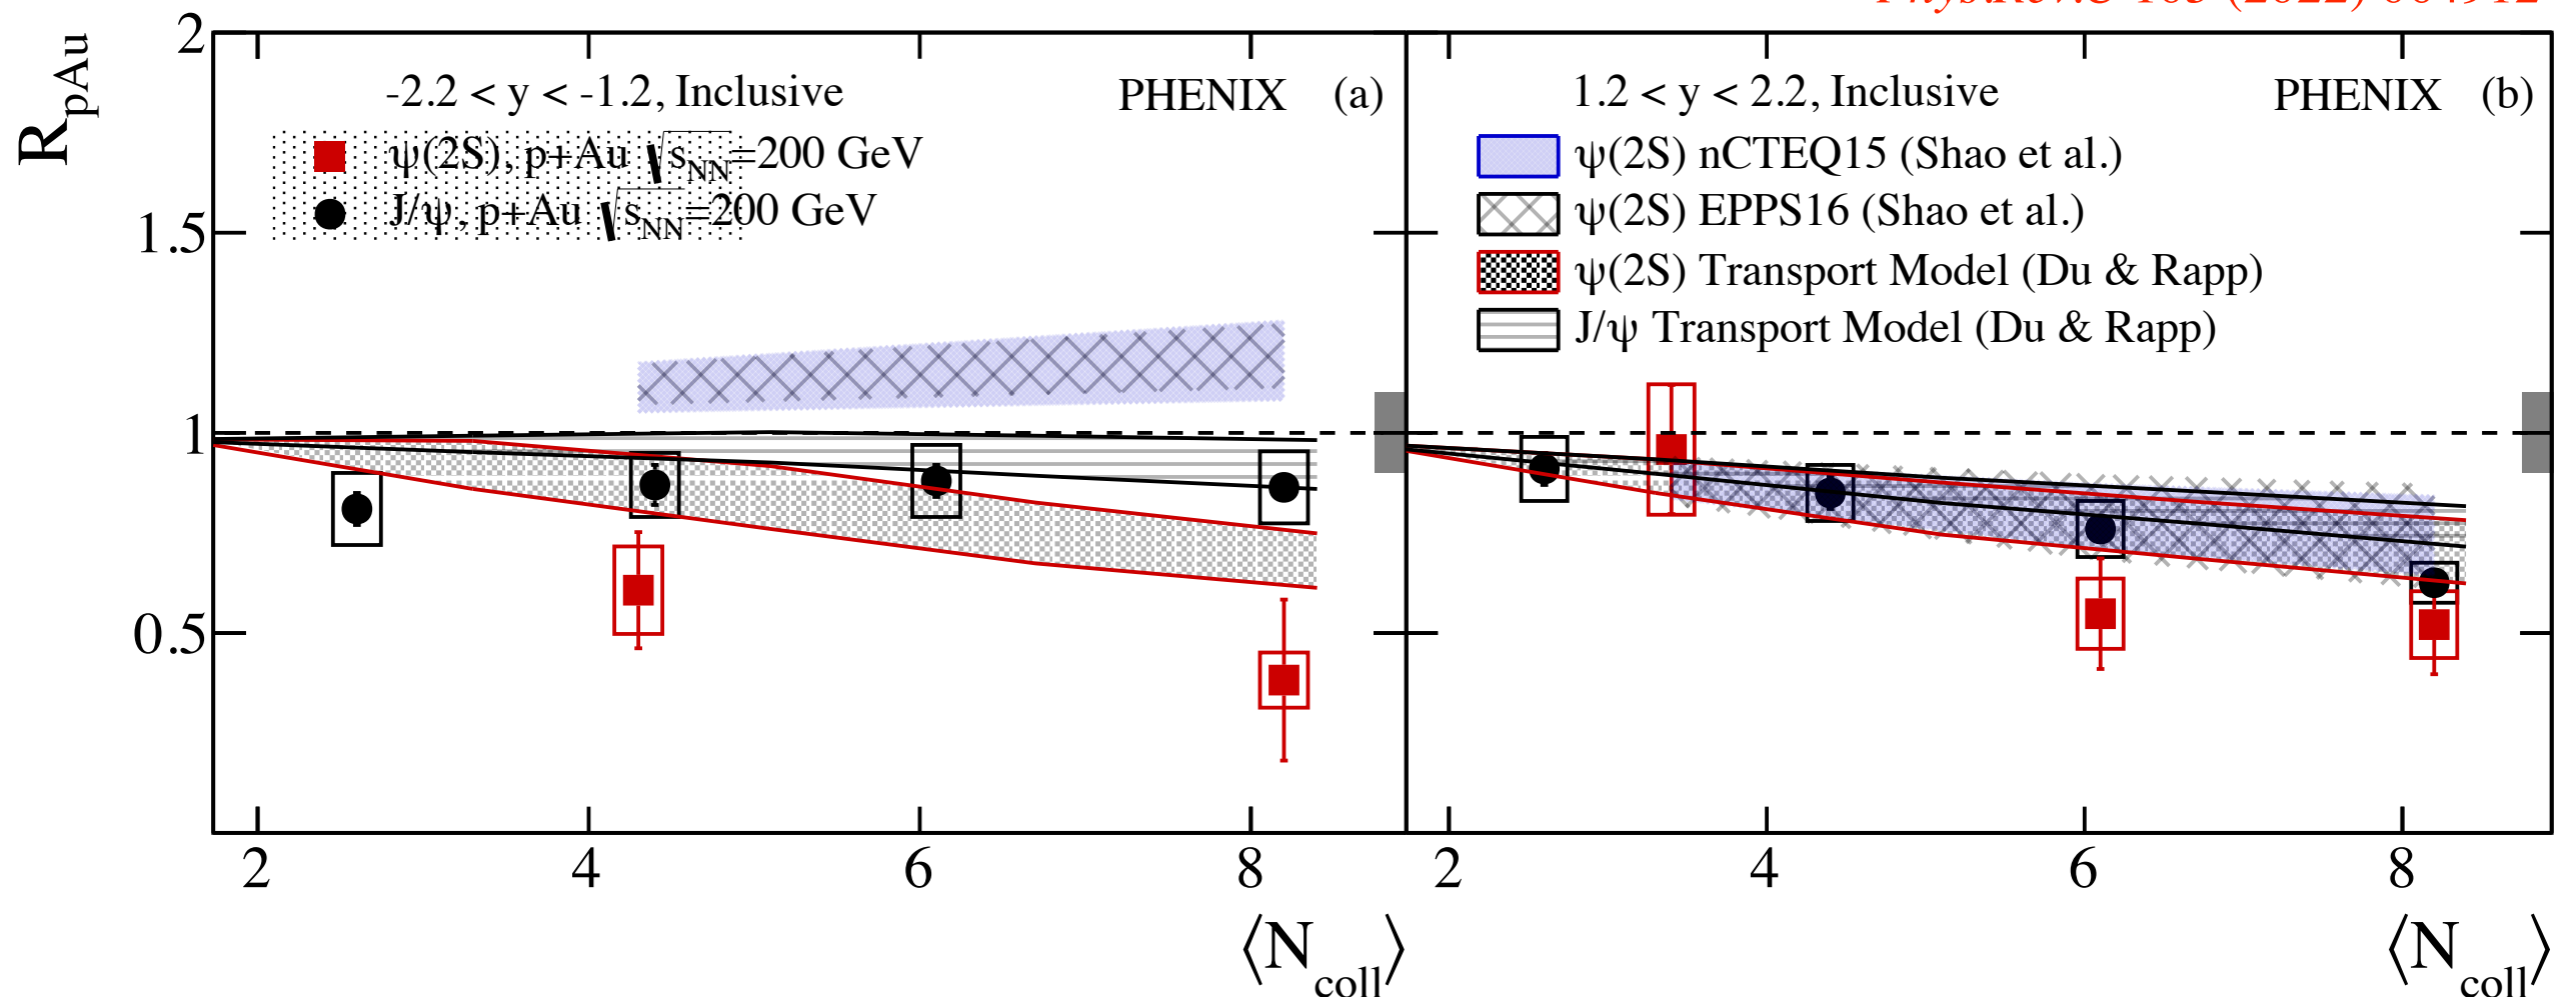 R_pAu
2
1.5
1
0.5
-2.2 < y < -1.2, Inclusive
PHENIX (a)
ψ(2S), p+Au √s_NN=200 GeV
J/ψ, p+Au √s_NN=200 GeV
2 4 6 8
⟨N_coll⟩
1.2 < y < 2.2, Inclusive
PHENIX (b)
ψ(2S) nCTEQ15 (Shao et al.)
ψ(2S) EPPS16 (Shao et al.)
ψ(2S) Transport Model (Du & Rapp)
J/ψ Transport Model (Du & Rapp)
2 4 6 8
⟨N_coll⟩